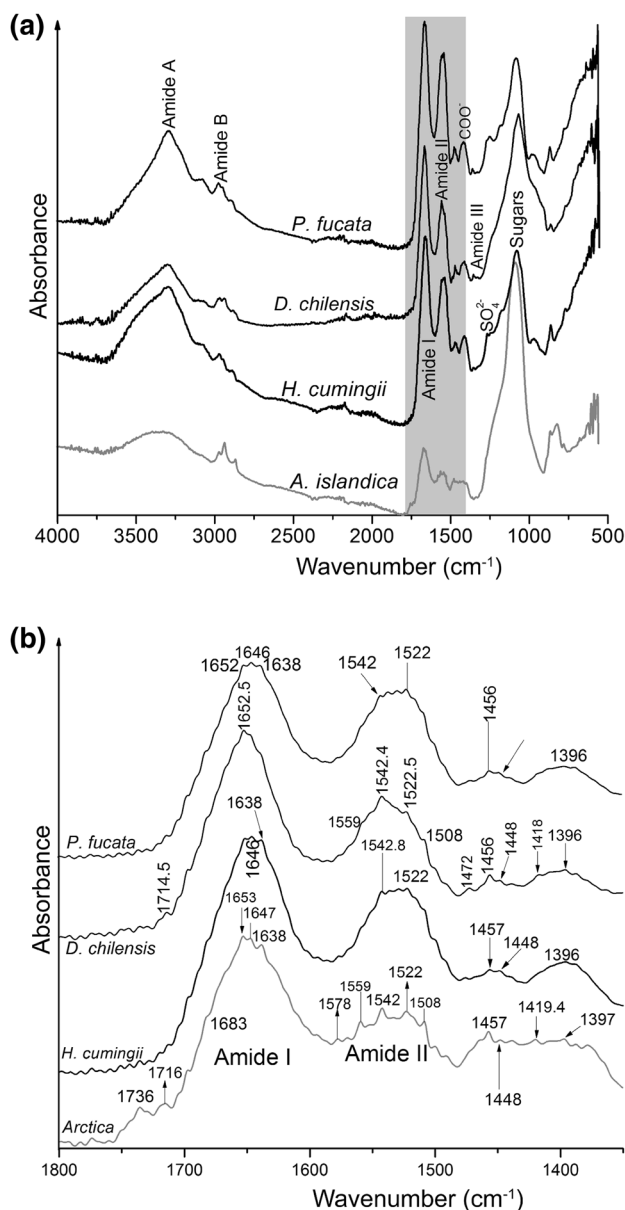 (a)
Amide A
Amide B
Amide I
Amide II
COO⁻
Amide III
SO₄²⁻
Sugars
P. fucata
D. chilensis
H. cumingii
A. islandica
Absorbance
4000 3500 3000 2500 2000 1500 1000 500
Wavenumber (cm⁻¹)
(b)
1652 1646 1638
1542 1522
1456
1396
P. fucata
1652.5
1714.5
1559
1542.4
1522.5
1508
1472
1456
1448
1418
1396
D. chilensis
1638
1646
1542.8
1522
1457
1448
1396
H. cumingii
1736
1716
1683
1653
1647
1638
1578
1559
1542
1522
1508
1457
1448
1419.4
1397
Arctica
Amide I
Amide II
Absorbance
1800 1700 1600 1500 1400
Wavenumber (cm⁻¹)